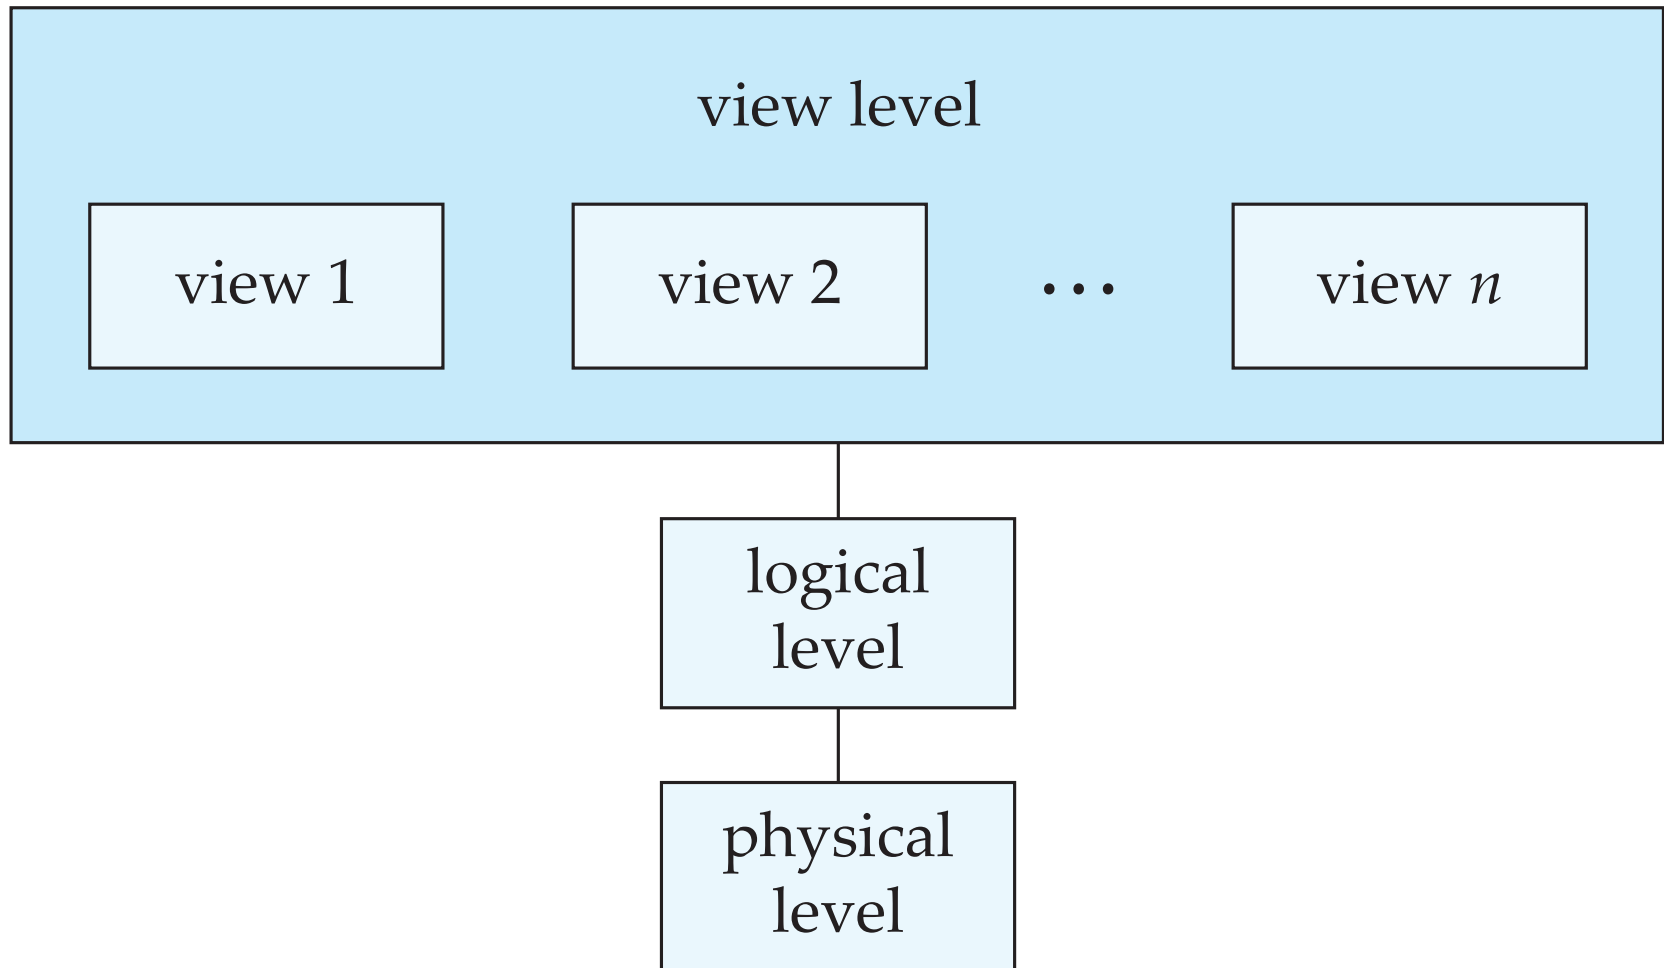 view level
view 1
view 2
...
view n
logical
level
physical
level